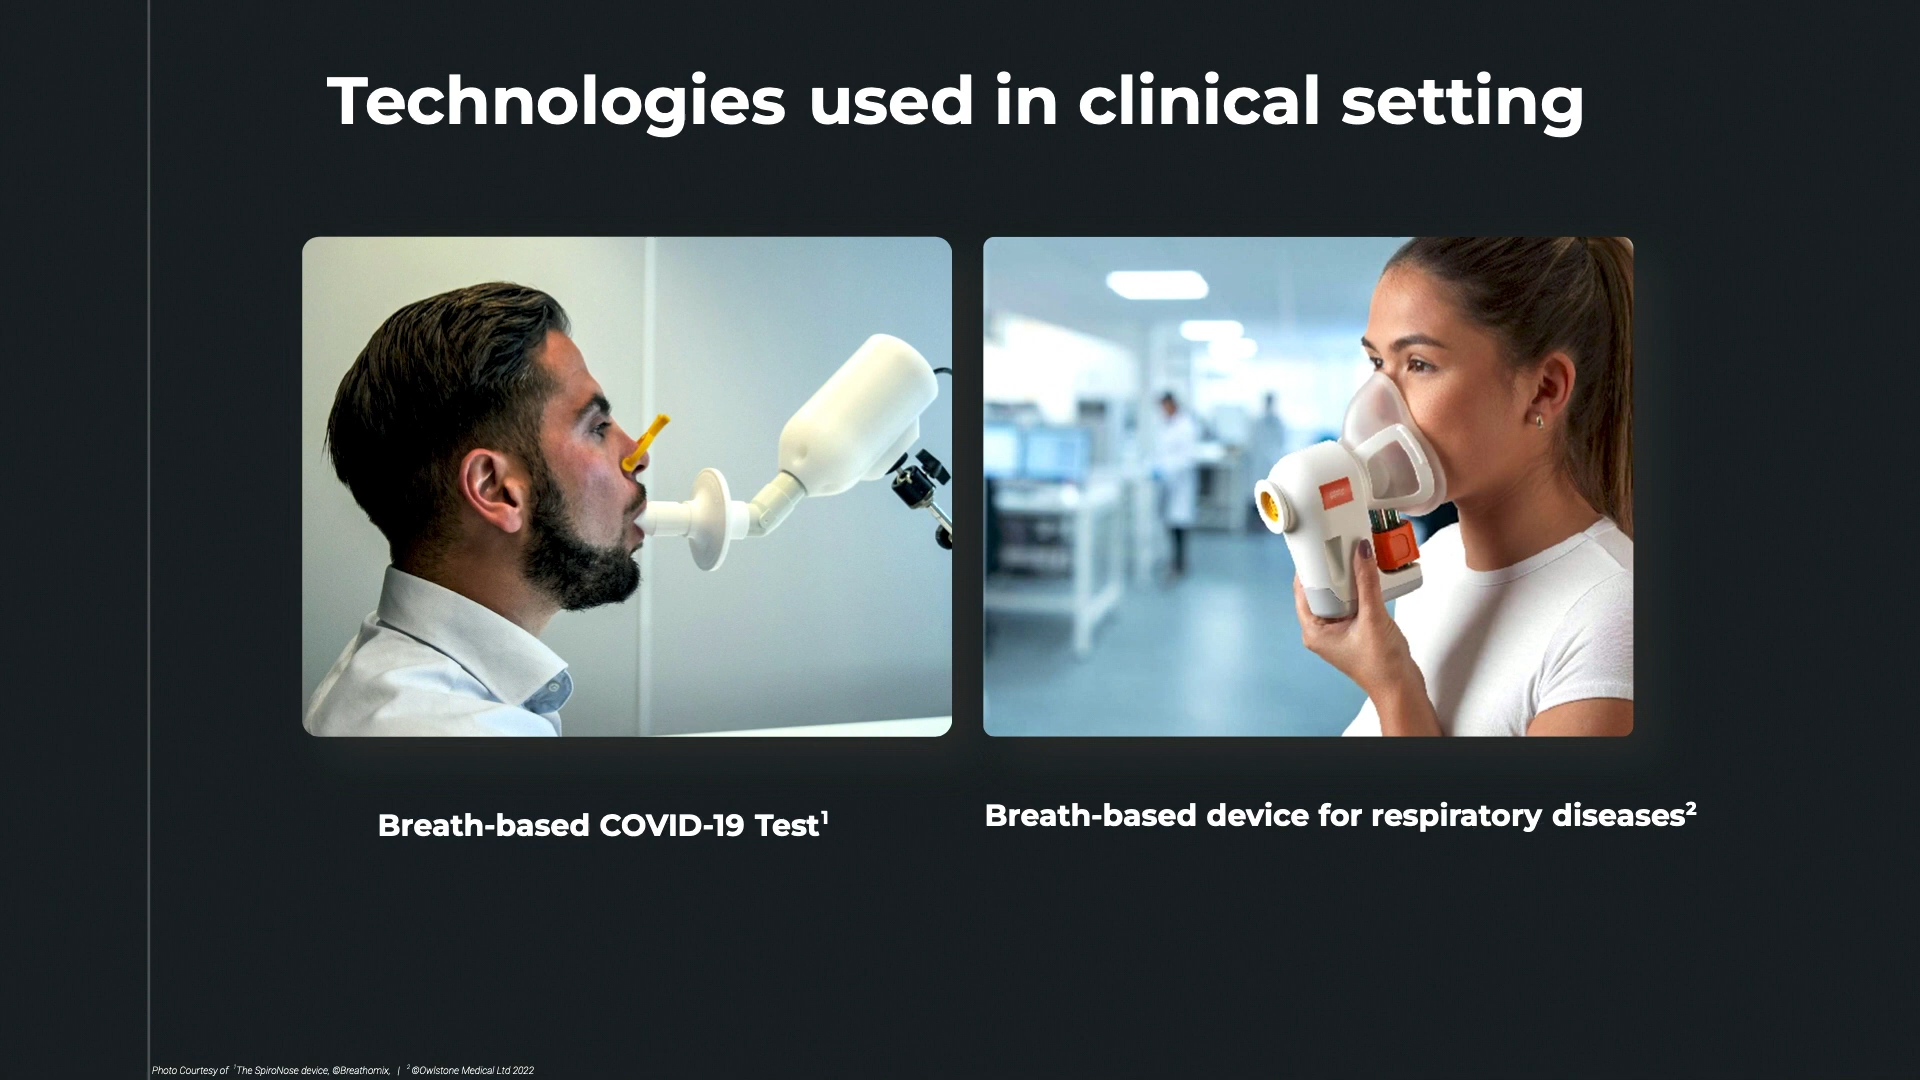 Technologies used in clinical setting
Breath-based COVID-19 Test¹
Breath-based device for respiratory diseases²
Photo Courtesy of ¹The SpiroNose device, ©Breathomix, | ²©Owlstone Medical Ltd 2022